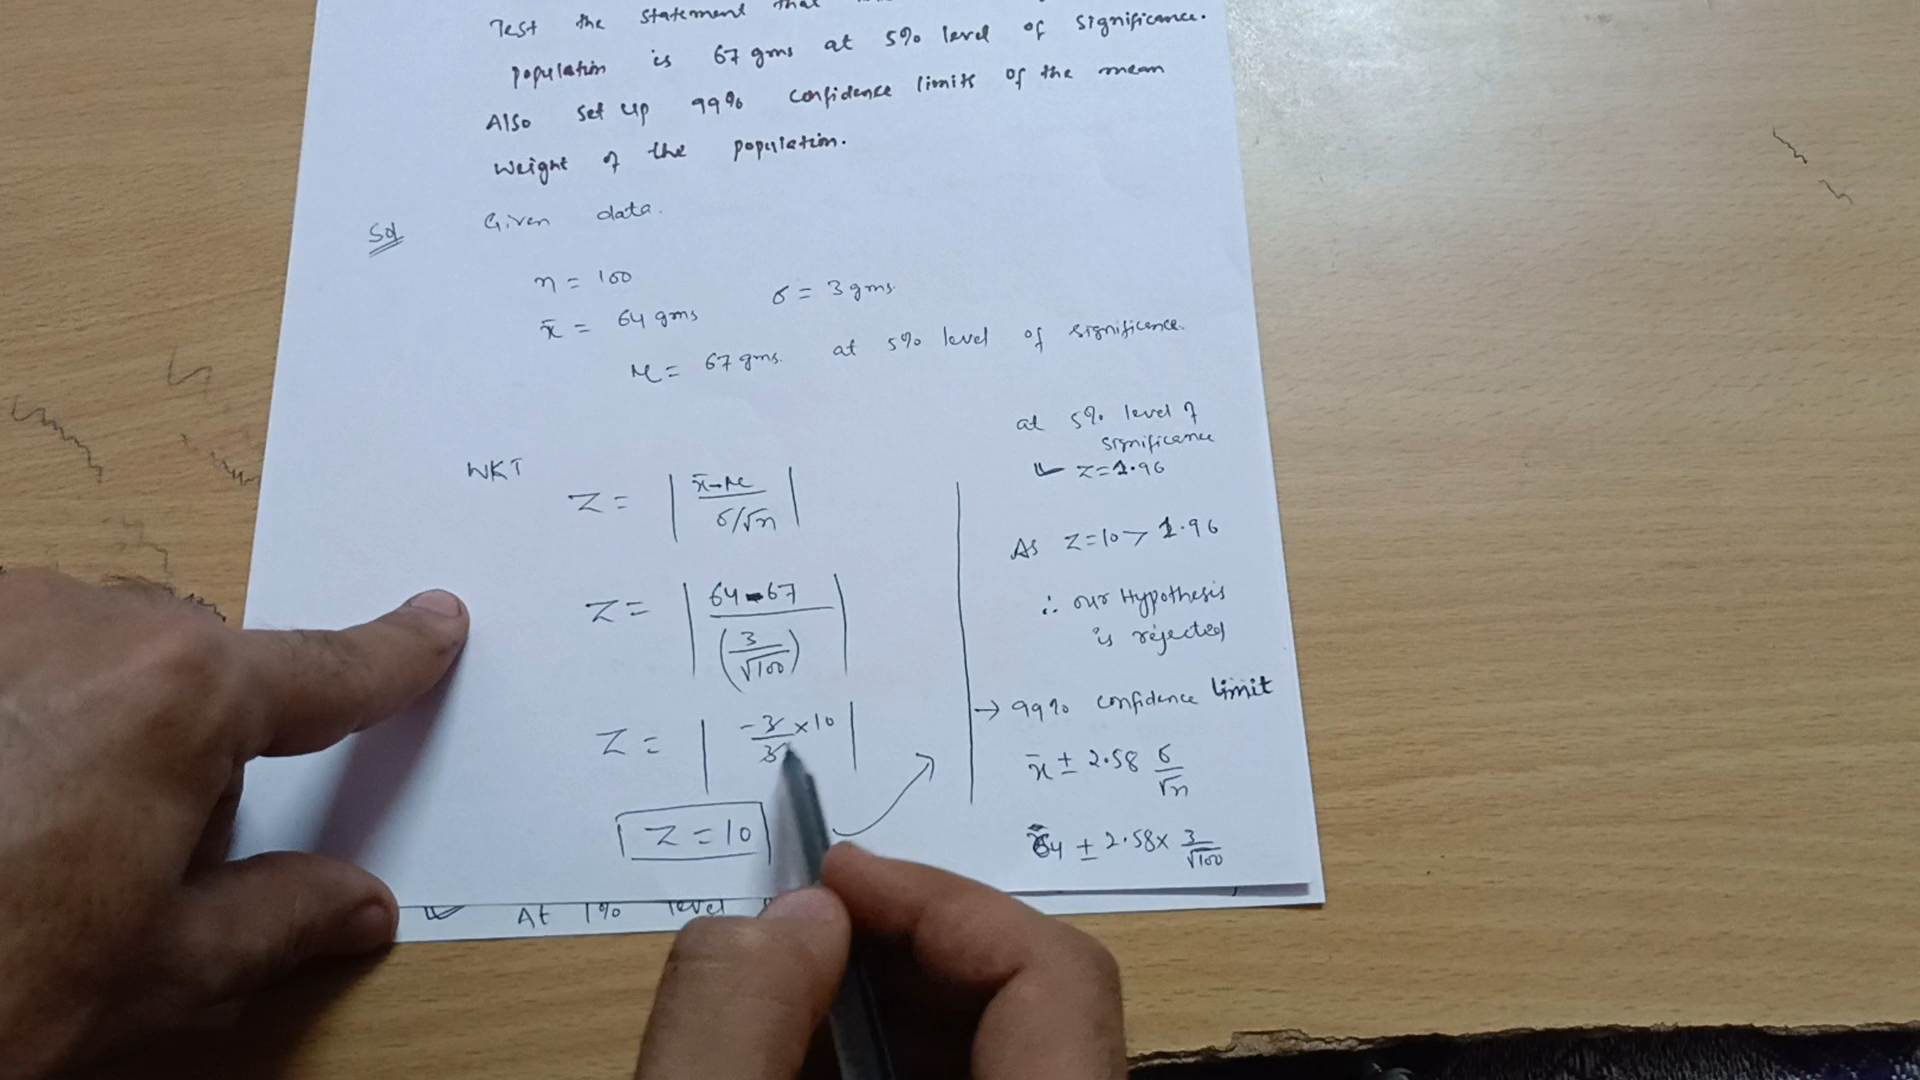 Test the statement that
population is 67 gms at 5% level of significance.
Also set up 99% confidence limits of the mean
weight of the population.
Sol Given data.
n = 100
x̄ = 64 gms σ = 3 gms.
μ = 67 gms. at 5% level of significance.
WKT
Z = | x̄-μ / σ/√n |
Z = | 64-67 / (3/√100) |
Z = | -3/3 × 10 |
Z = 10
at 5% level of
significance
Z = 1.96
As Z=10 > 1.96
∴ our Hypothesis
is rejected
→ 99% confidence limit
x̄ ± 2.58 σ/√n
64 ± 2.58 × 3/√100
At 1% level